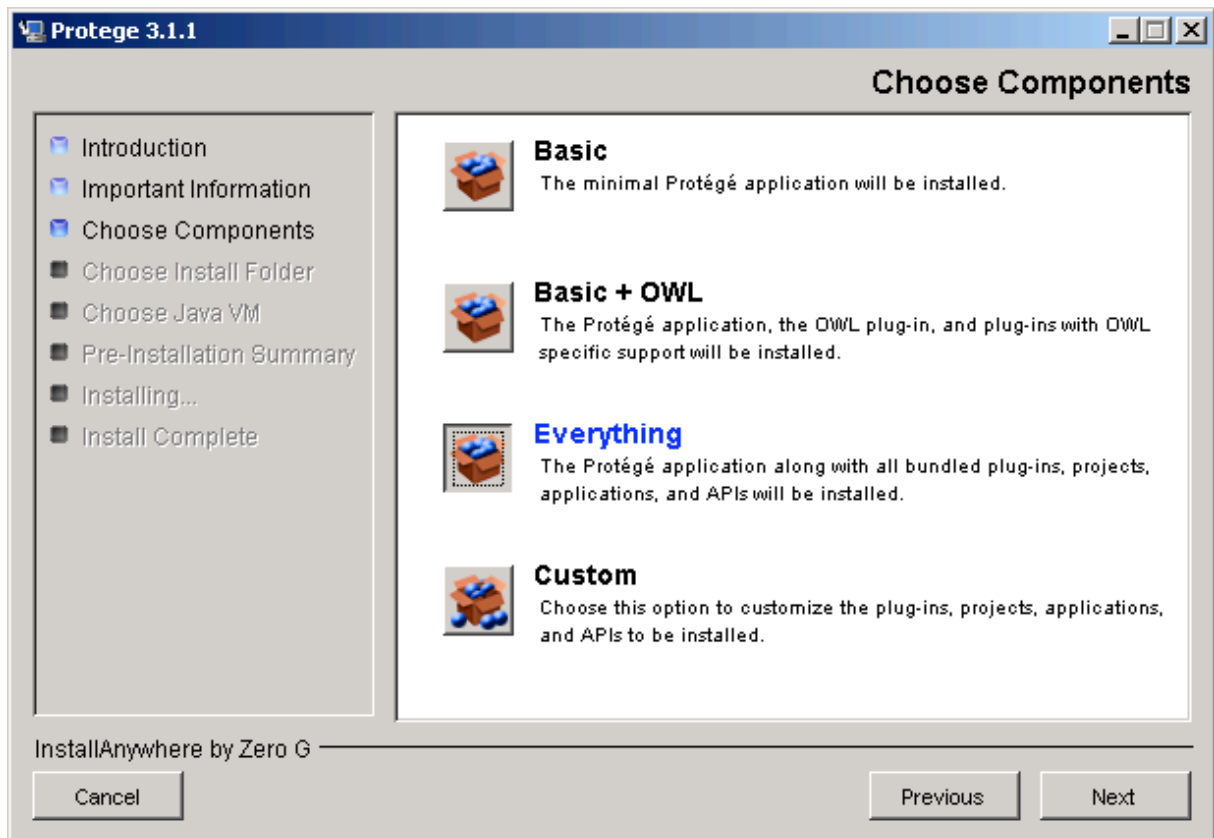 Protege 3.1.1
Choose Components
Introduction
Important Information
Choose Components
Choose Install Folder
Choose Java VM
Pre-Installation Summary
Installing...
Install Complete
Basic
The minimal Protégé application will be installed.
Basic + OWL
The Protégé application, the OWL plug-in, and plug-ins with OWL
specific support will be installed.
Everything
The Protégé application along with all bundled plug-ins, projects,
applications, and APIs will be installed.
Custom
Choose this option to customize the plug-ins, projects, applications,
and APIs to be installed.
InstallAnywhere by Zero G
Cancel
Previous
Next